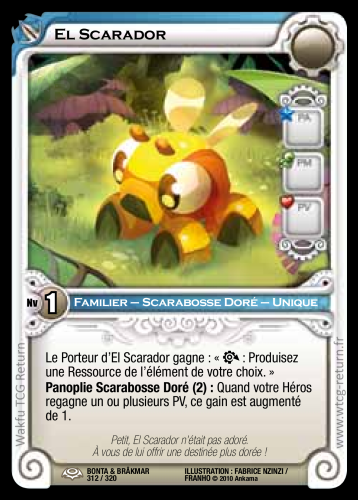 El Scarador
PA
PM
PV
Nv 1 Familier – Scarabosse Doré – Unique
Le Porteur d'El Scarador gagne : « : Produisez
une Ressource de l'élément de votre choix. »
Panoplie Scarabosse Doré (2) : Quand votre Héros
regagne un ou plusieurs PV, ce gain est augmenté
de 1.
Petit, El Scarador n'était pas adoré.
À vous de lui offrir une destinée plus dorée !
BONTA & BRÂKMAR
312 / 320
ILLUSTRATION : FABRICE NZINZI /
FRANHO © 2010 Ankama
Wakfu TCG Return
www.wtcg-return.fr